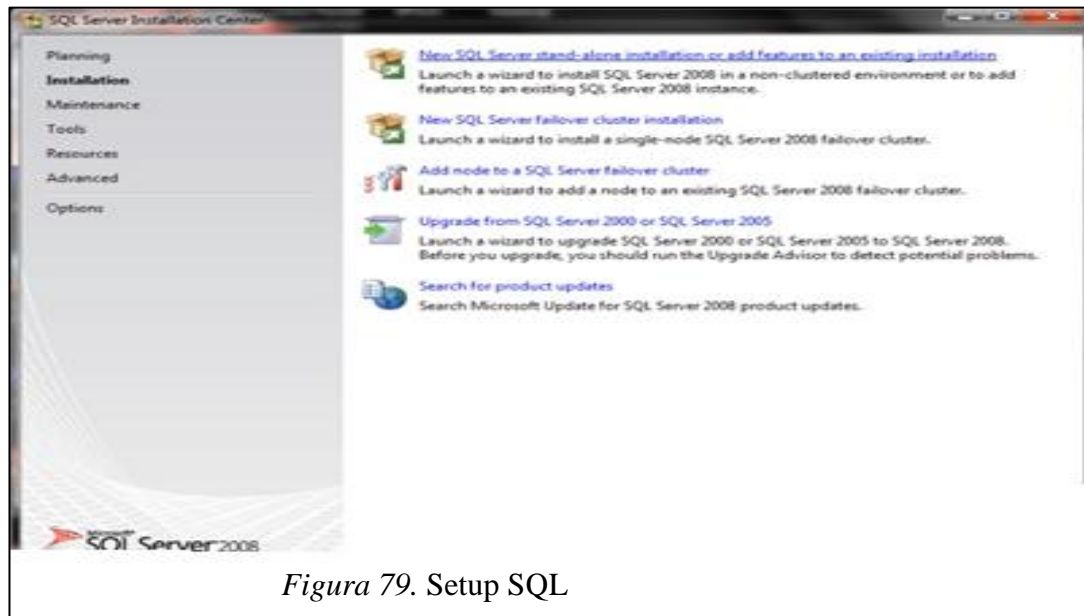 SQL Server Installation Center
Planning
Installation
Maintenance
Tools
Resources
Advanced
Options
New SQL Server stand-alone installation or add features to an existing installation
Launch a wizard to install SQL Server 2008 in a non-clustered environment or to add
features to an existing SQL Server 2008 instance.
New SQL Server failover cluster installation
Launch a wizard to install a single-node SQL Server 2008 failover cluster.
Add node to a SQL Server failover cluster
Launch a wizard to add a node to an existing SQL Server 2008 failover cluster.
Upgrade from SQL Server 2000 or SQL Server 2005
Launch a wizard to upgrade SQL Server 2000 or SQL Server 2005 to SQL Server 2008.
Before you upgrade, you should run the Upgrade Advisor to detect potential problems.
Search for product updates
Search Microsoft Update for SQL Server 2008 product updates.
Microsoft
SQL Server 2008
Figura 79. Setup SQL